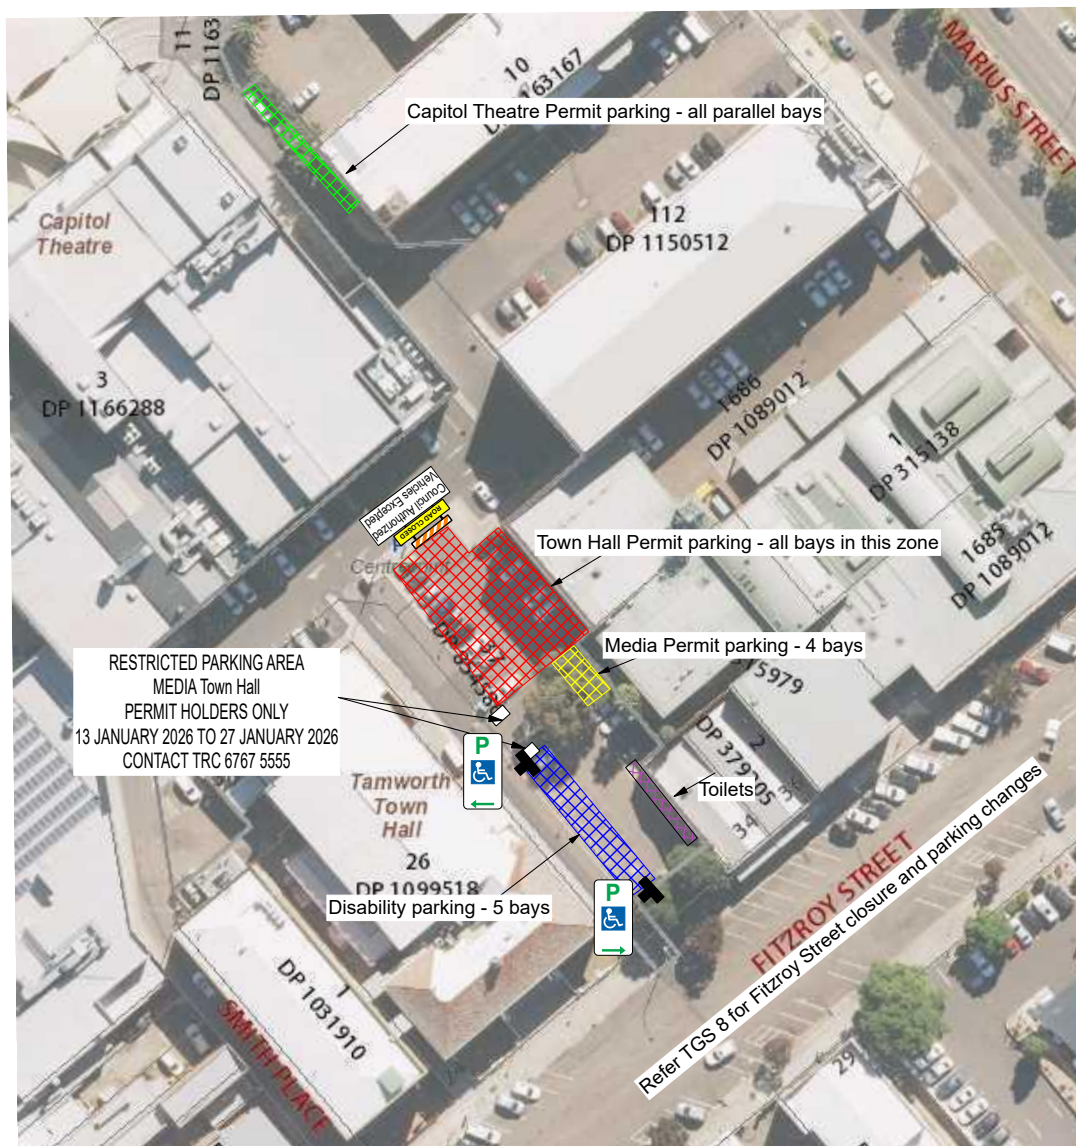 11
DP 1163
10
63167
MARIUS STREET
Capitol Theatre Permit parking - all parallel bays
112
DP 1150512
Capitol
Theatre
3
DP 1166288
1686
DP 1089012
1
DP 315138
Council Authorized
Vehicles Excepted
ROAD CLOSED
1685
DP 1089012
Town Hall Permit parking - all bays in this zone
37
Media Permit parking - 4 bays
15979
RESTRICTED PARKING AREA
MEDIA Town Hall
PERMIT HOLDERS ONLY
13 JANUARY 2026 TO 27 JANUARY 2026
CONTACT TRC 6767 5555
P
2
Toilets
34
Tamworth
Town
Hall
26
DP 1099518
Disability parking - 5 bays
P
FITZROY STREET
Refer TGS 8 for Fitzroy Street closure and parking changes
1
DP 1031910
SMITH PLACE
29